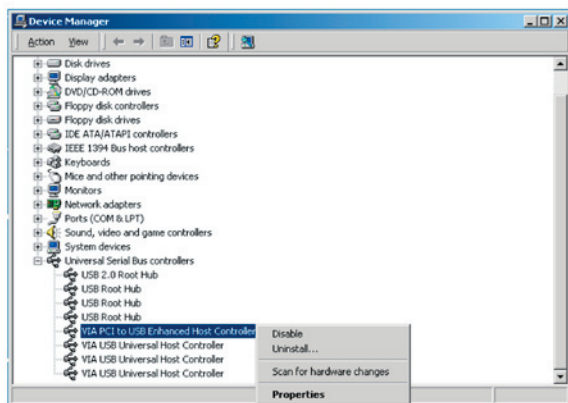 Device Manager
Action View
Disk drives
Display adapters
DVD/CD-ROM drives
Floppy disk controllers
Floppy disk drives
IDE ATA/ATAPI controllers
IEEE 1394 Bus host controllers
Keyboards
Mice and other pointing devices
Monitors
Network adapters
Ports (COM & LPT)
Sound, video and game controllers
System devices
Universal Serial Bus controllers
USB 2.0 Root Hub
USB Root Hub
USB Root Hub
USB Root Hub
VIA PCI to USB Enhanced Host Controller
VIA USB Universal Host Controller
VIA USB Universal Host Controller
VIA USB Universal Host Controller
Disable
Uninstall...
Scan for hardware changes
Properties